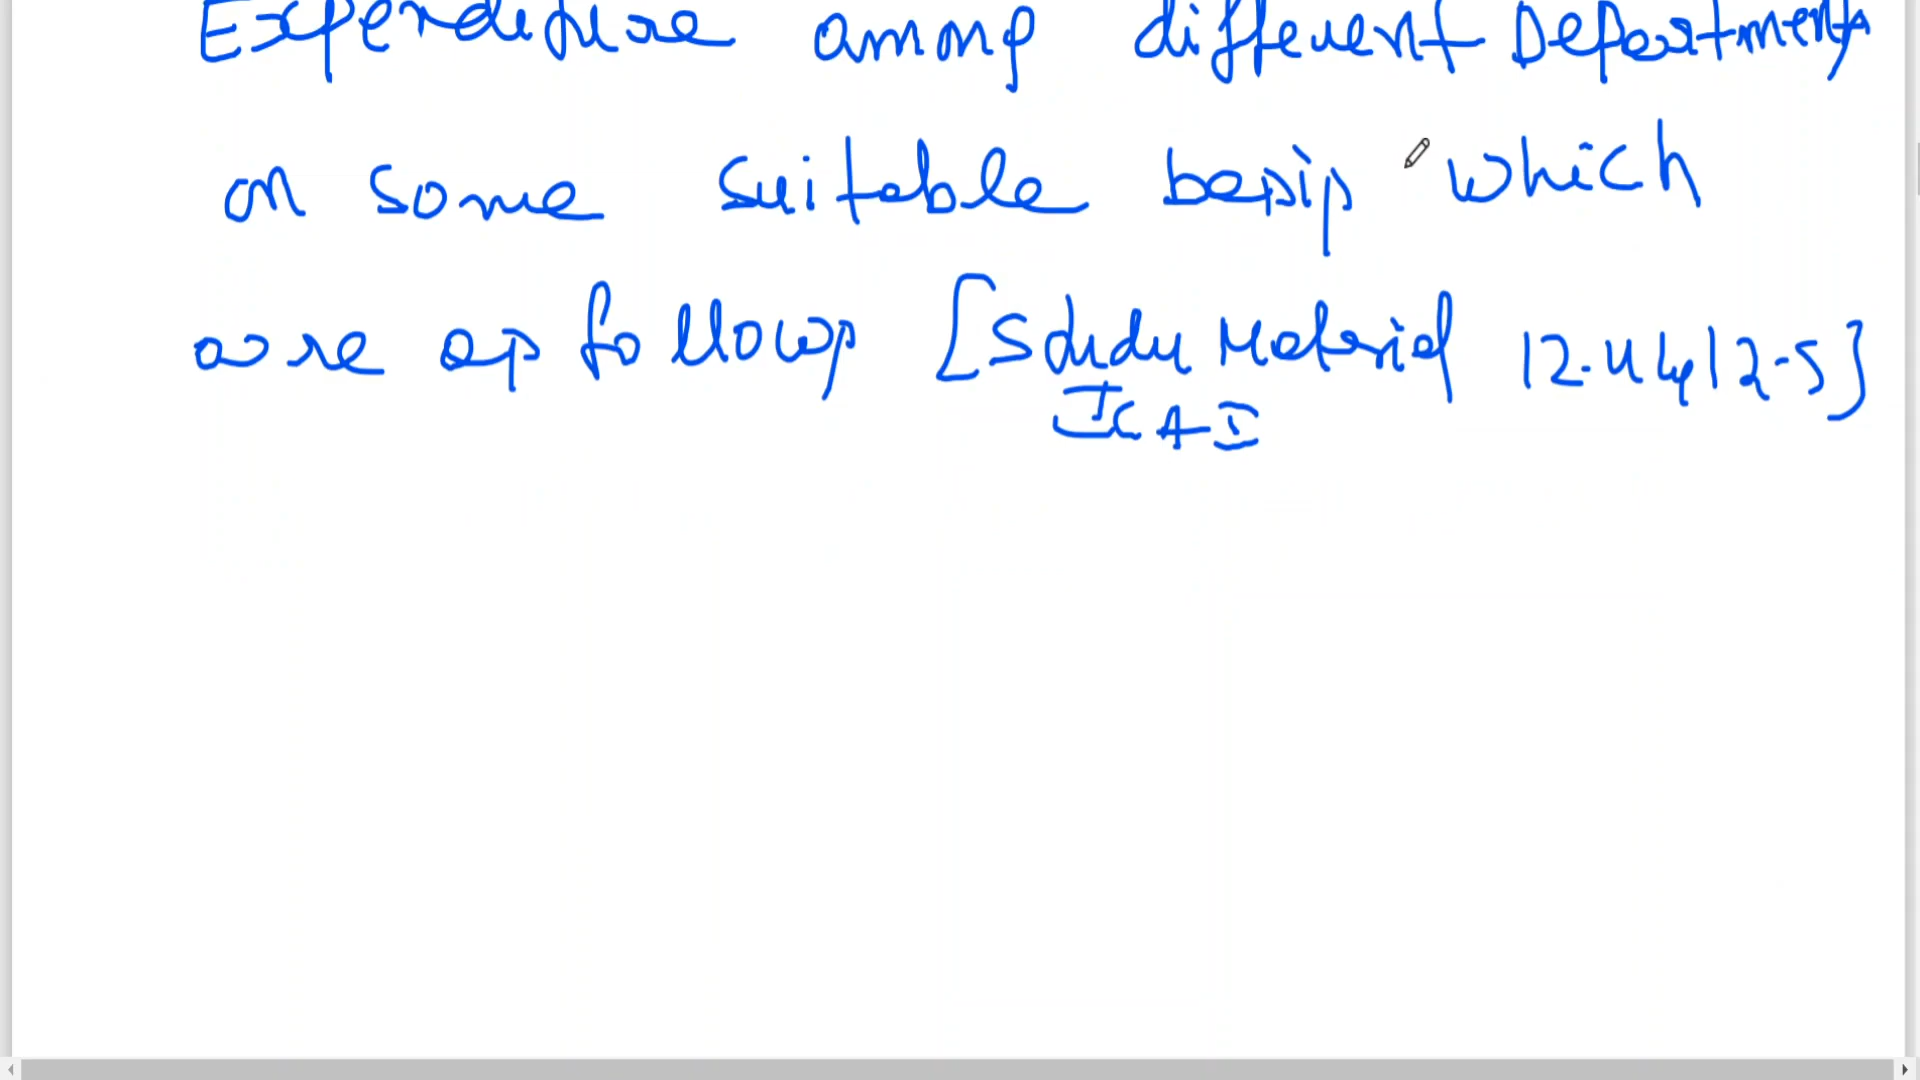 Expenditure among different Departments
on some suitable basis which
are as follows [Study Material 12.4 & 12.5]
ICAI